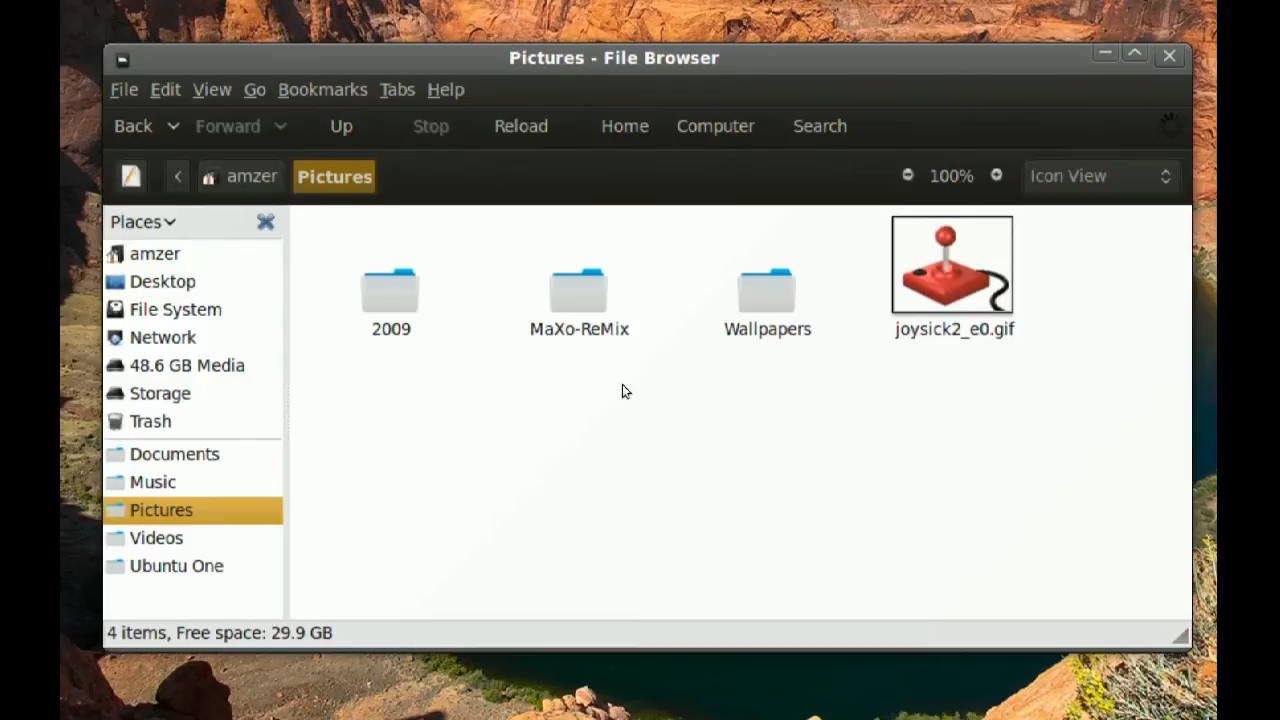 Pictures - File Browser
File Edit View Go Bookmarks Tabs Help
Back Forward Up Stop Reload Home Computer Search
amzer Pictures 100% Icon View
Places
amzer
Desktop
File System
Network
48.6 GB Media
Storage
Trash
Documents
Music
Pictures
Videos
Ubuntu One
2009 MaXo-ReMix Wallpapers joysick2_e0.gif
4 items, Free space: 29.9 GB